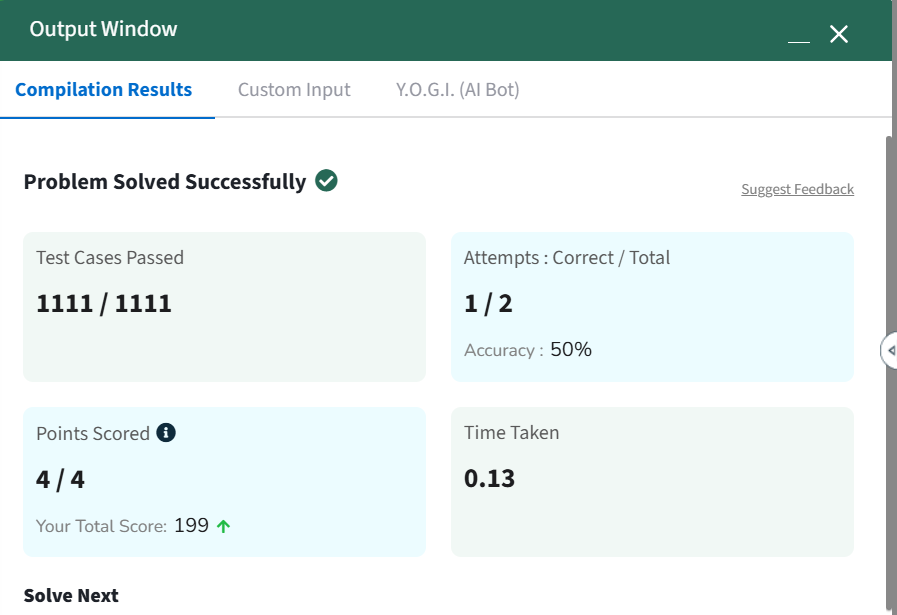 Output Window
Compilation Results
Custom Input
Y.O.G.I. (AI Bot)
Problem Solved Successfully
Suggest Feedback
Test Cases Passed
1111 / 1111
Attempts : Correct / Total
1 / 2
Accuracy : 50%
Points Scored
4 / 4
Your Total Score: 199
Time Taken
0.13
Solve Next